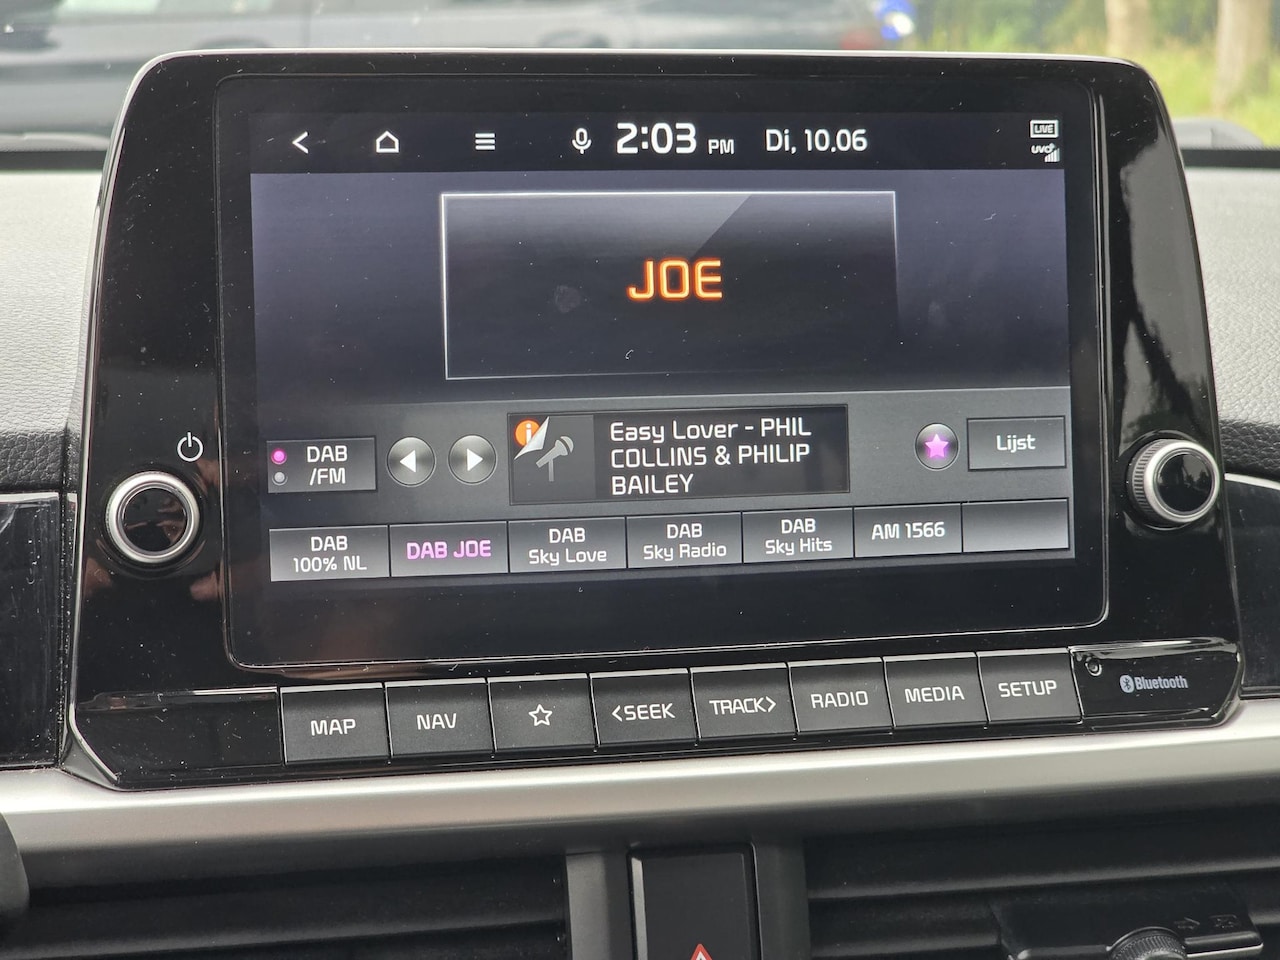 2:03 PM Di, 10.06
LIVE
UVO
JOE
DAB
/FM
Easy Lover - PHIL
COLLINS & PHILIP
BAILEY
Lijst
DAB
100% NL
DAB JOE
DAB
Sky Love
DAB
Sky Radio
DAB
Sky Hits
AM 1566
MAP
NAV
<SEEK
TRACK>
RADIO
MEDIA
SETUP
Bluetooth